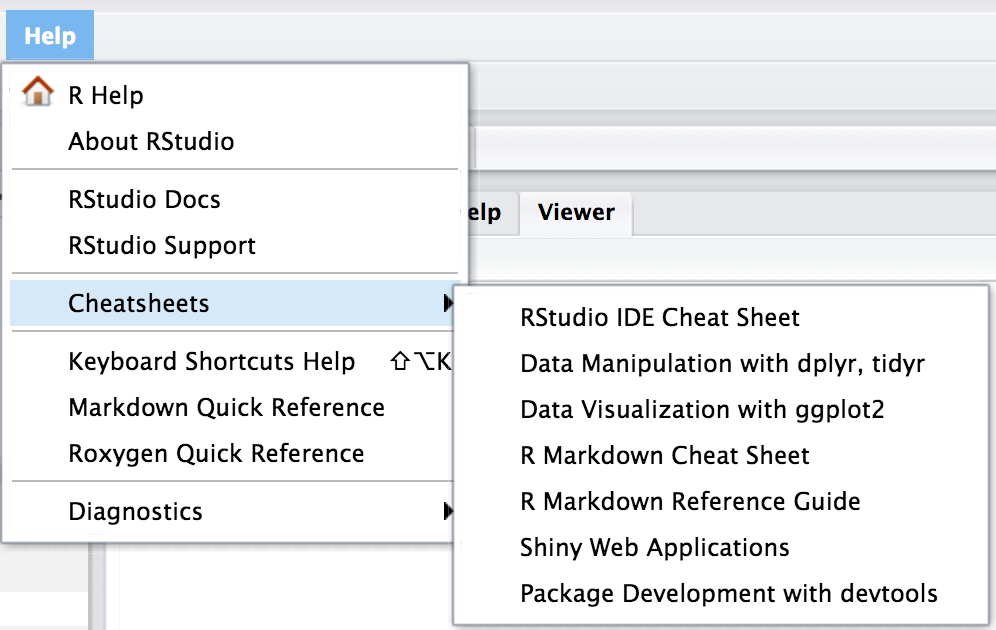 Help
R Help
About RStudio
RStudio Docs
RStudio Support
elp
Viewer
Cheatsheets
Keyboard Shortcuts Help ⇧⌥K
Markdown Quick Reference
Roxygen Quick Reference
Diagnostics
RStudio IDE Cheat Sheet
Data Manipulation with dplyr, tidyr
Data Visualization with ggplot2
R Markdown Cheat Sheet
R Markdown Reference Guide
Shiny Web Applications
Package Development with devtools